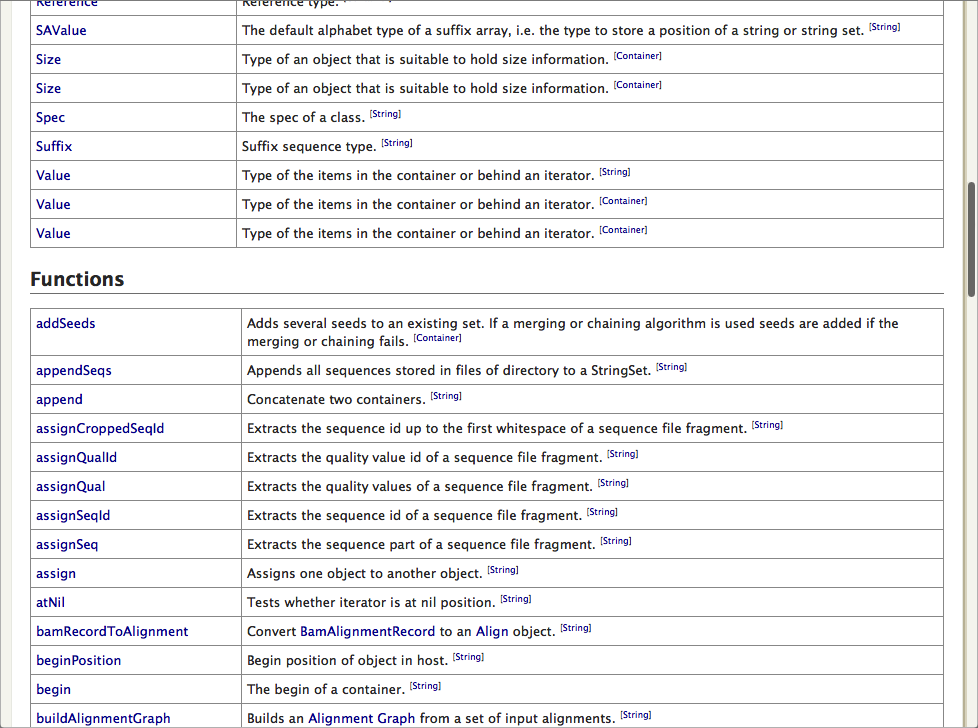 Reference Reference type.
SAValue The default alphabet type of a suffix array, i.e. the type to store a position of a string or string set. [String]
Size Type of an object that is suitable to hold size information. [Container]
Size Type of an object that is suitable to hold size information. [Container]
Spec The spec of a class. [String]
Suffix Suffix sequence type. [String]
Value Type of the items in the container or behind an iterator. [String]
Value Type of the items in the container or behind an iterator. [Container]
Value Type of the items in the container or behind an iterator. [Container]
Functions
addSeeds Adds several seeds to an existing set. If a merging or chaining algorithm is used seeds are added if the
merging or chaining fails. [Container]
appendSeqs Appends all sequences stored in files of directory to a StringSet. [String]
append Concatenate two containers. [String]
assignCroppedSeqId Extracts the sequence id up to the first whitespace of a sequence file fragment. [String]
assignQualId Extracts the quality value id of a sequence file fragment. [String]
assignQual Extracts the quality values of a sequence file fragment. [String]
assignSeqId Extracts the sequence id of a sequence file fragment. [String]
assignSeq Extracts the sequence part of a sequence file fragment. [String]
assign Assigns one object to another object. [String]
atNil Tests whether iterator is at nil position. [String]
bamRecordToAlignment Convert BamAlignmentRecord to an Align object. [String]
beginPosition Begin position of object in host. [String]
begin The begin of a container. [String]
buildAlignmentGraph Builds an Alignment Graph from a set of input alignments. [String]